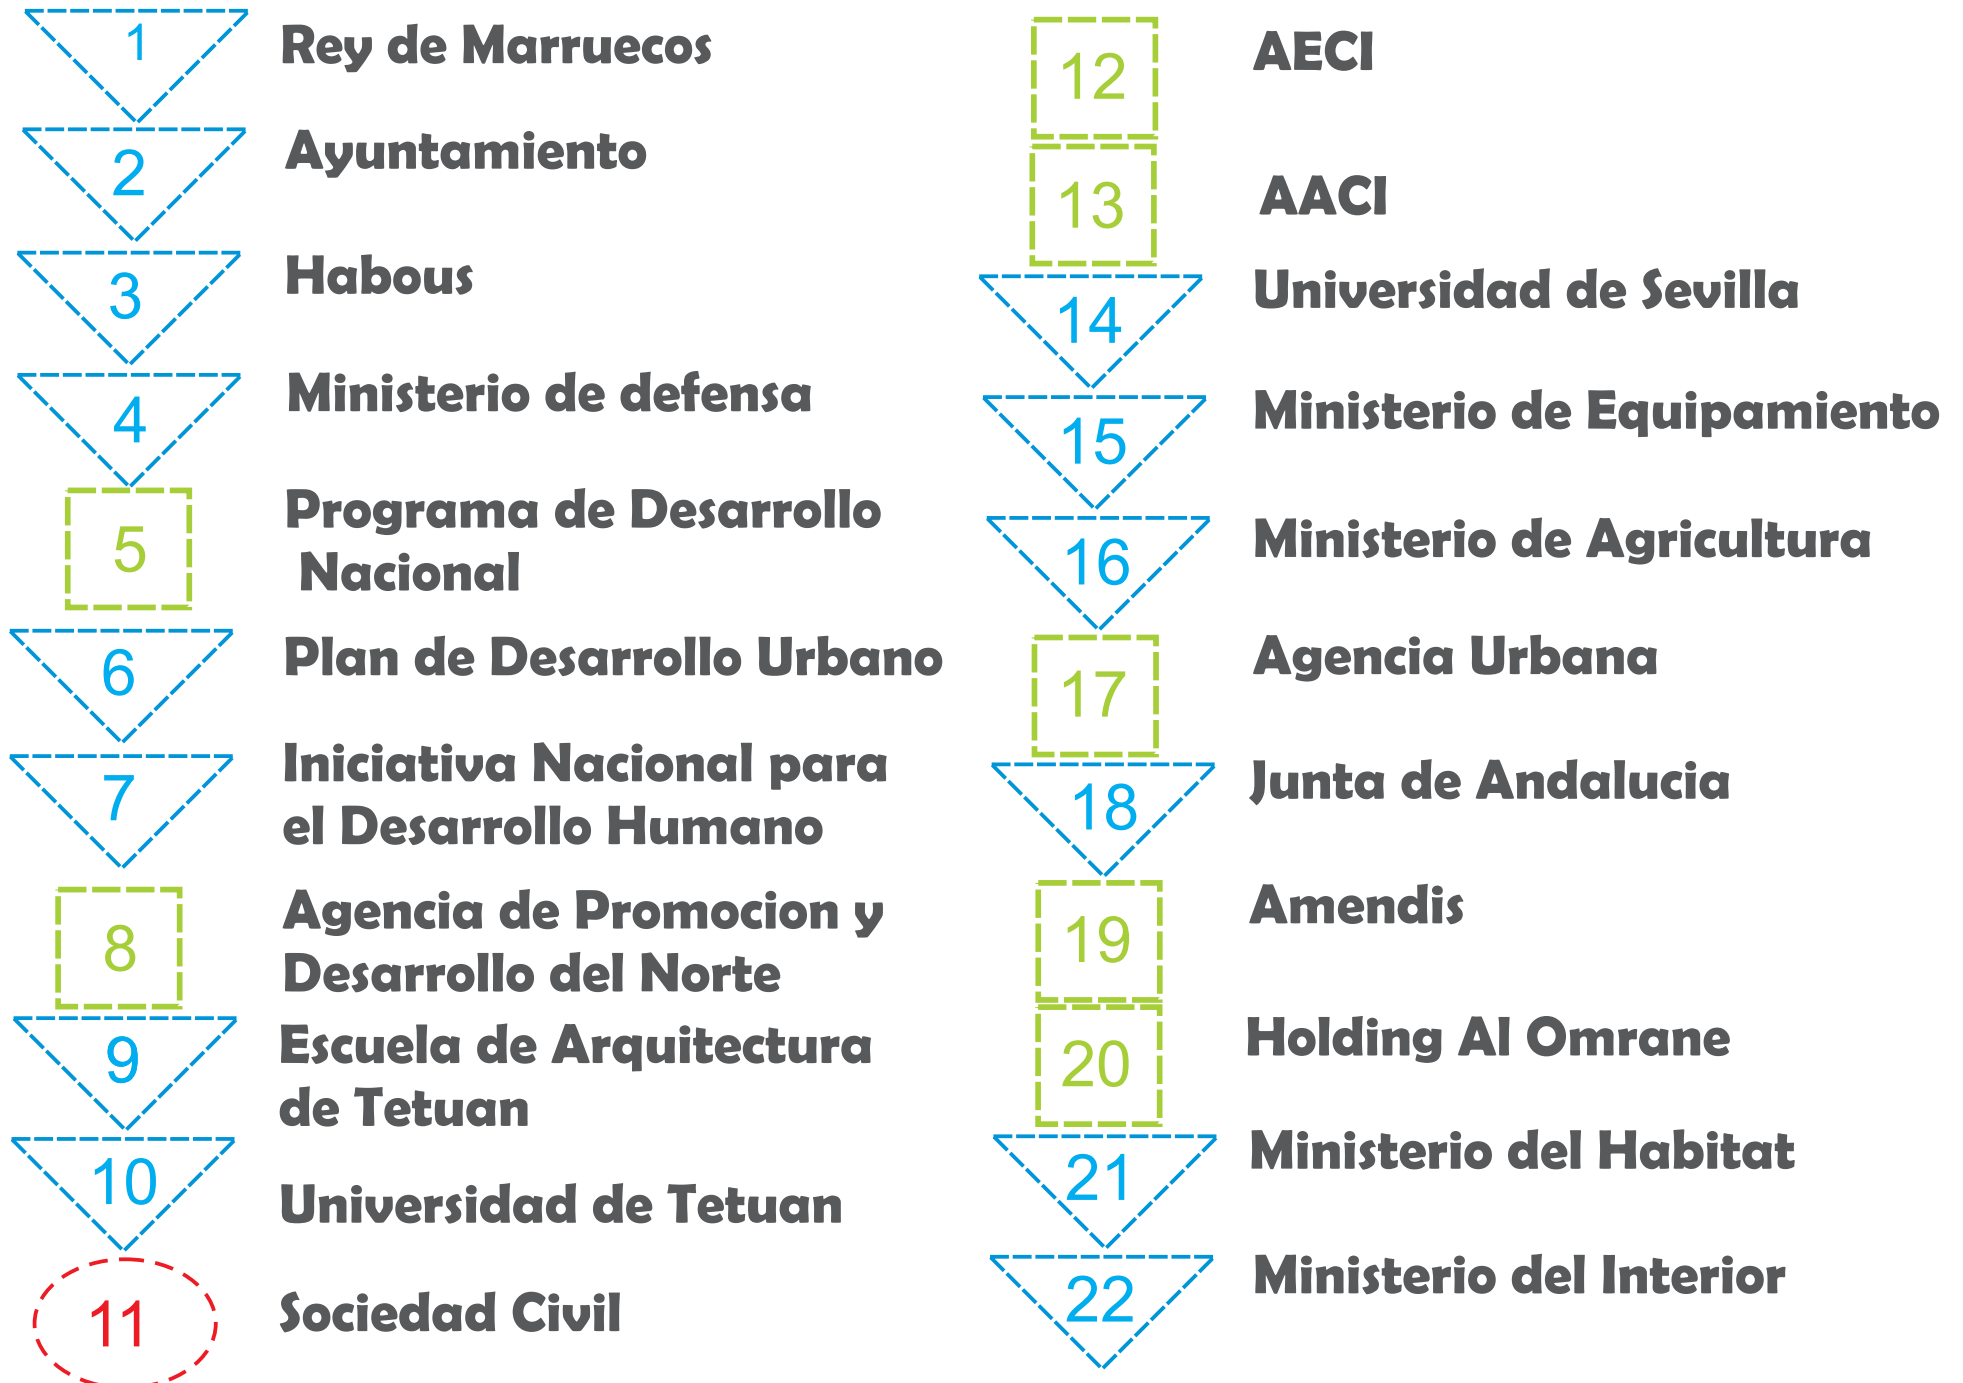 1 Rey de Marruecos
2 Ayuntamiento
3 Habous
4 Ministerio de defensa
5 Programa de Desarrollo
Nacional
6 Plan de Desarrollo Urbano
7 Iniciativa Nacional para
el Desarrollo Humano
8 Agencia de Promocion y
Desarrollo del Norte
9 Escuela de Arquitectura
de Tetuan
10 Universidad de Tetuan
11 Sociedad Civil
12 AECI
13 AACI
14 Universidad de Sevilla
15 Ministerio de Equipamiento
16 Ministerio de Agricultura
17 Agencia Urbana
18 Junta de Andalucia
19 Amendis
20 Holding Al Omrane
21 Ministerio del Habitat
22 Ministerio del Interior